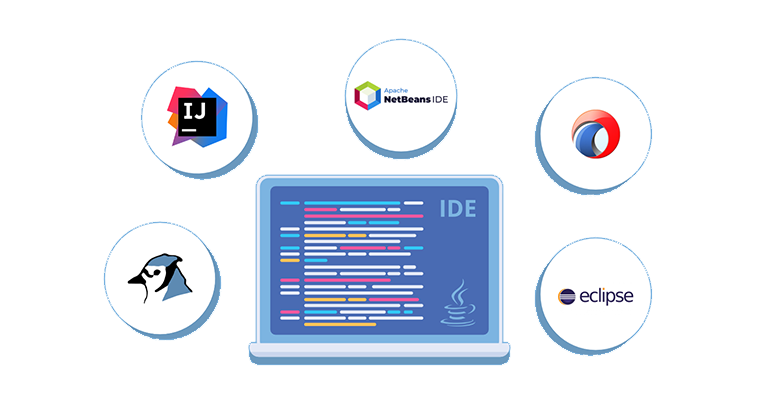 IJ
Apache
NetBeans IDE
IDE
eclipse